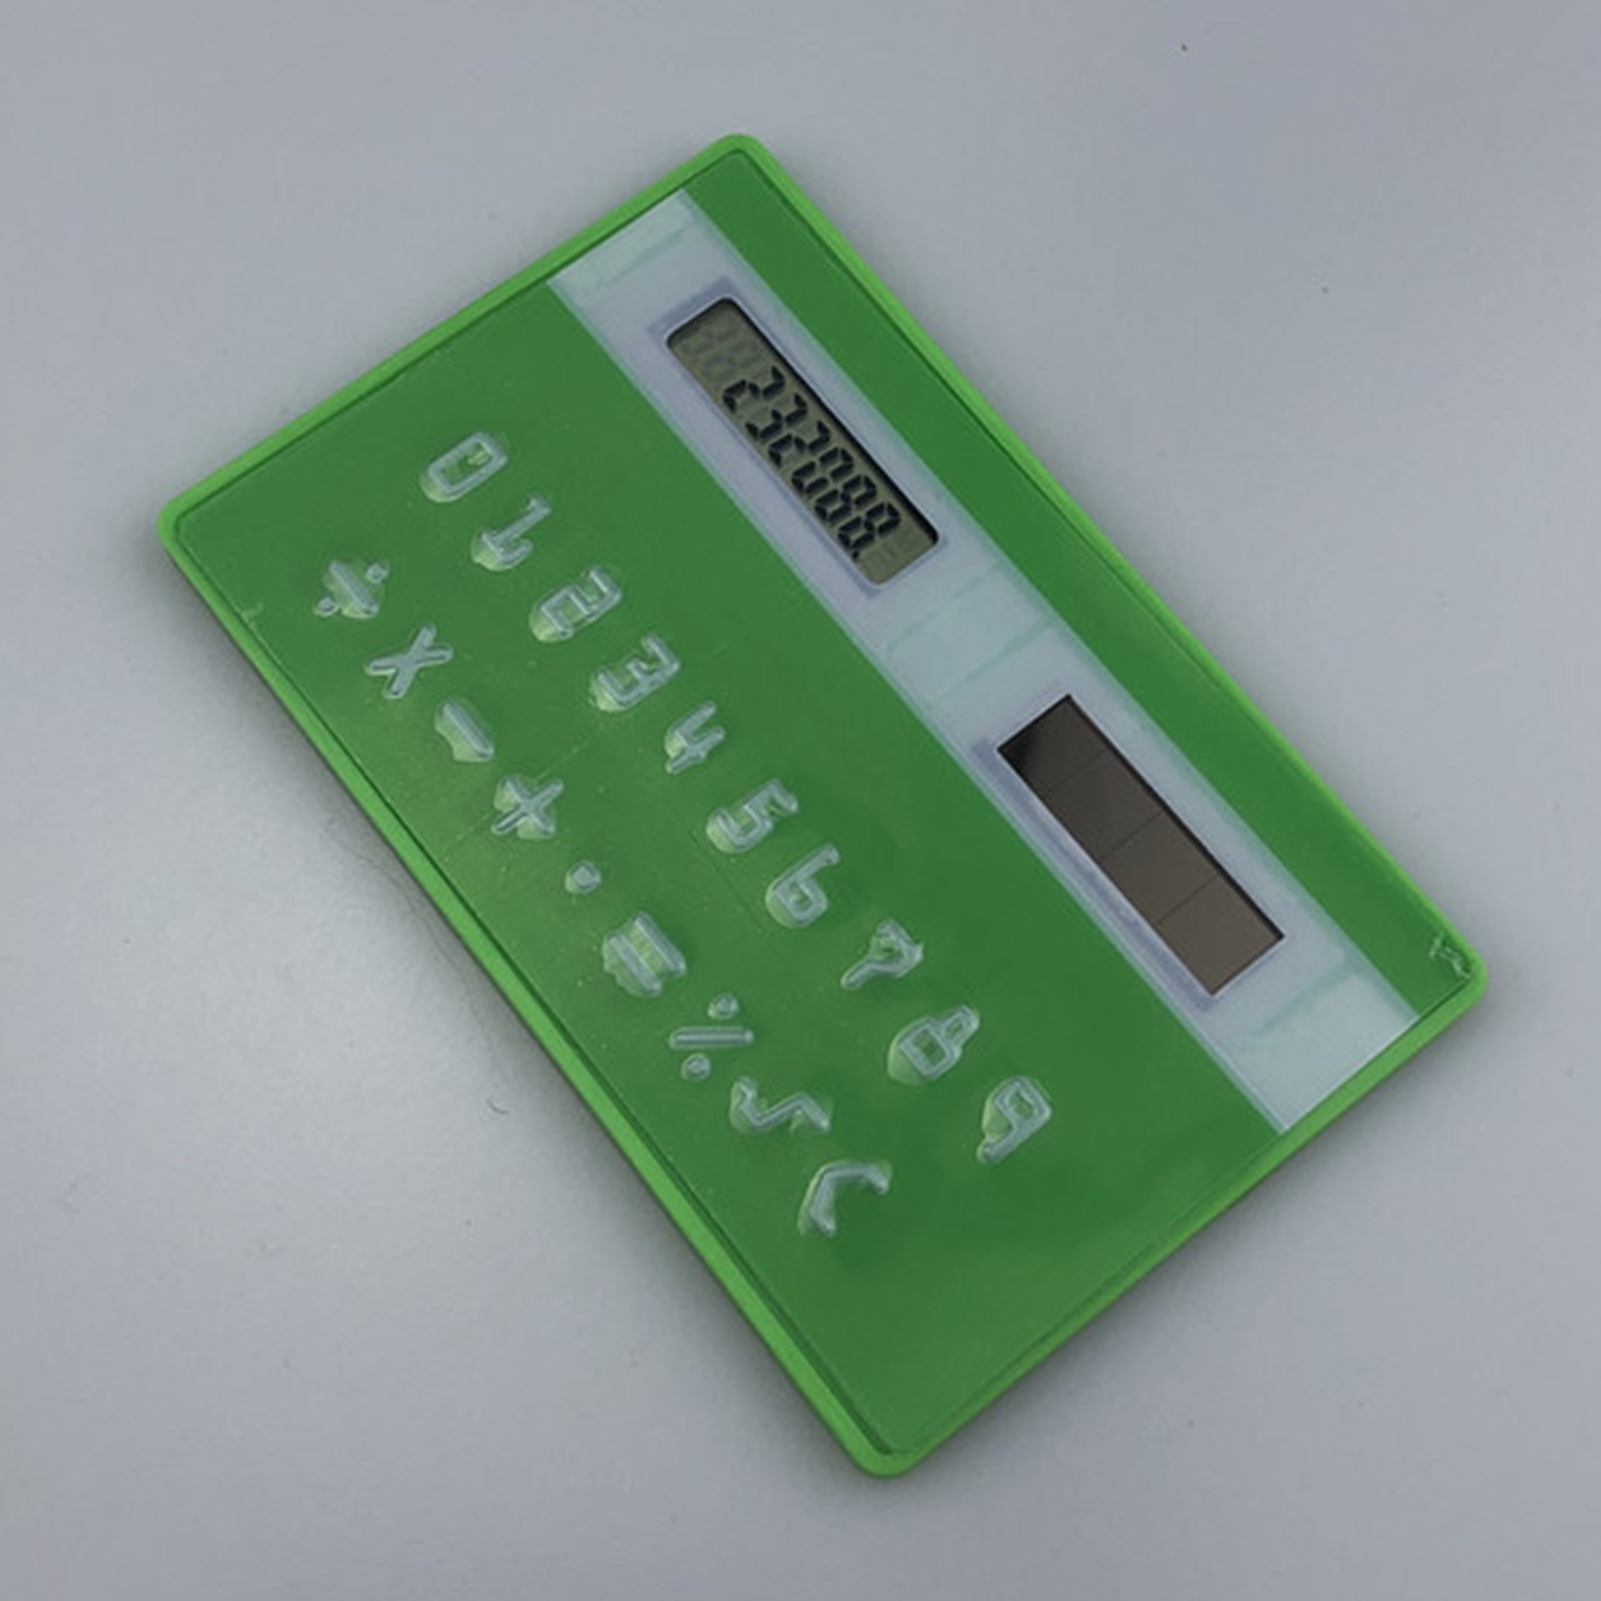 232088.
0 1 2 3 4 5 6 7 8 9
÷ × - + . = % √ C